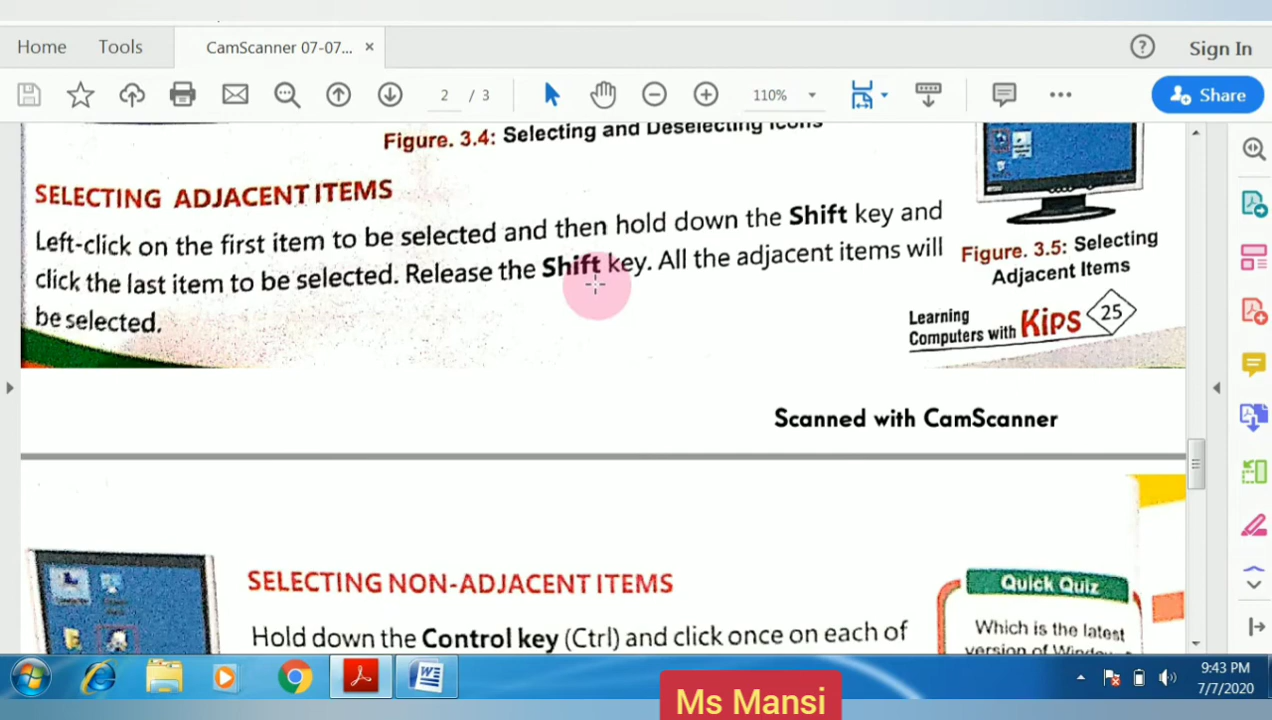 Home Tools CamScanner 07-07... ×
? Sign In
2 / 3 110% Share
Figure. 3.4: Selecting and Deselecting Icons
SELECTING ADJACENT ITEMS
Left-click on the first item to be selected and then hold down the Shift key and
click the last item to be selected. Release the Shift key. All the adjacent items will
be selected.
Figure. 3.5: Selecting
Adjacent Items
Learning
Computers with Kips 25
Scanned with CamScanner
SELECTING NON-ADJACENT ITEMS
Hold down the Control key (Ctrl) and click once on each of
Quick Quiz
Which is the latest
version of Window
9:43 PM
7/7/2020
Ms Mansi